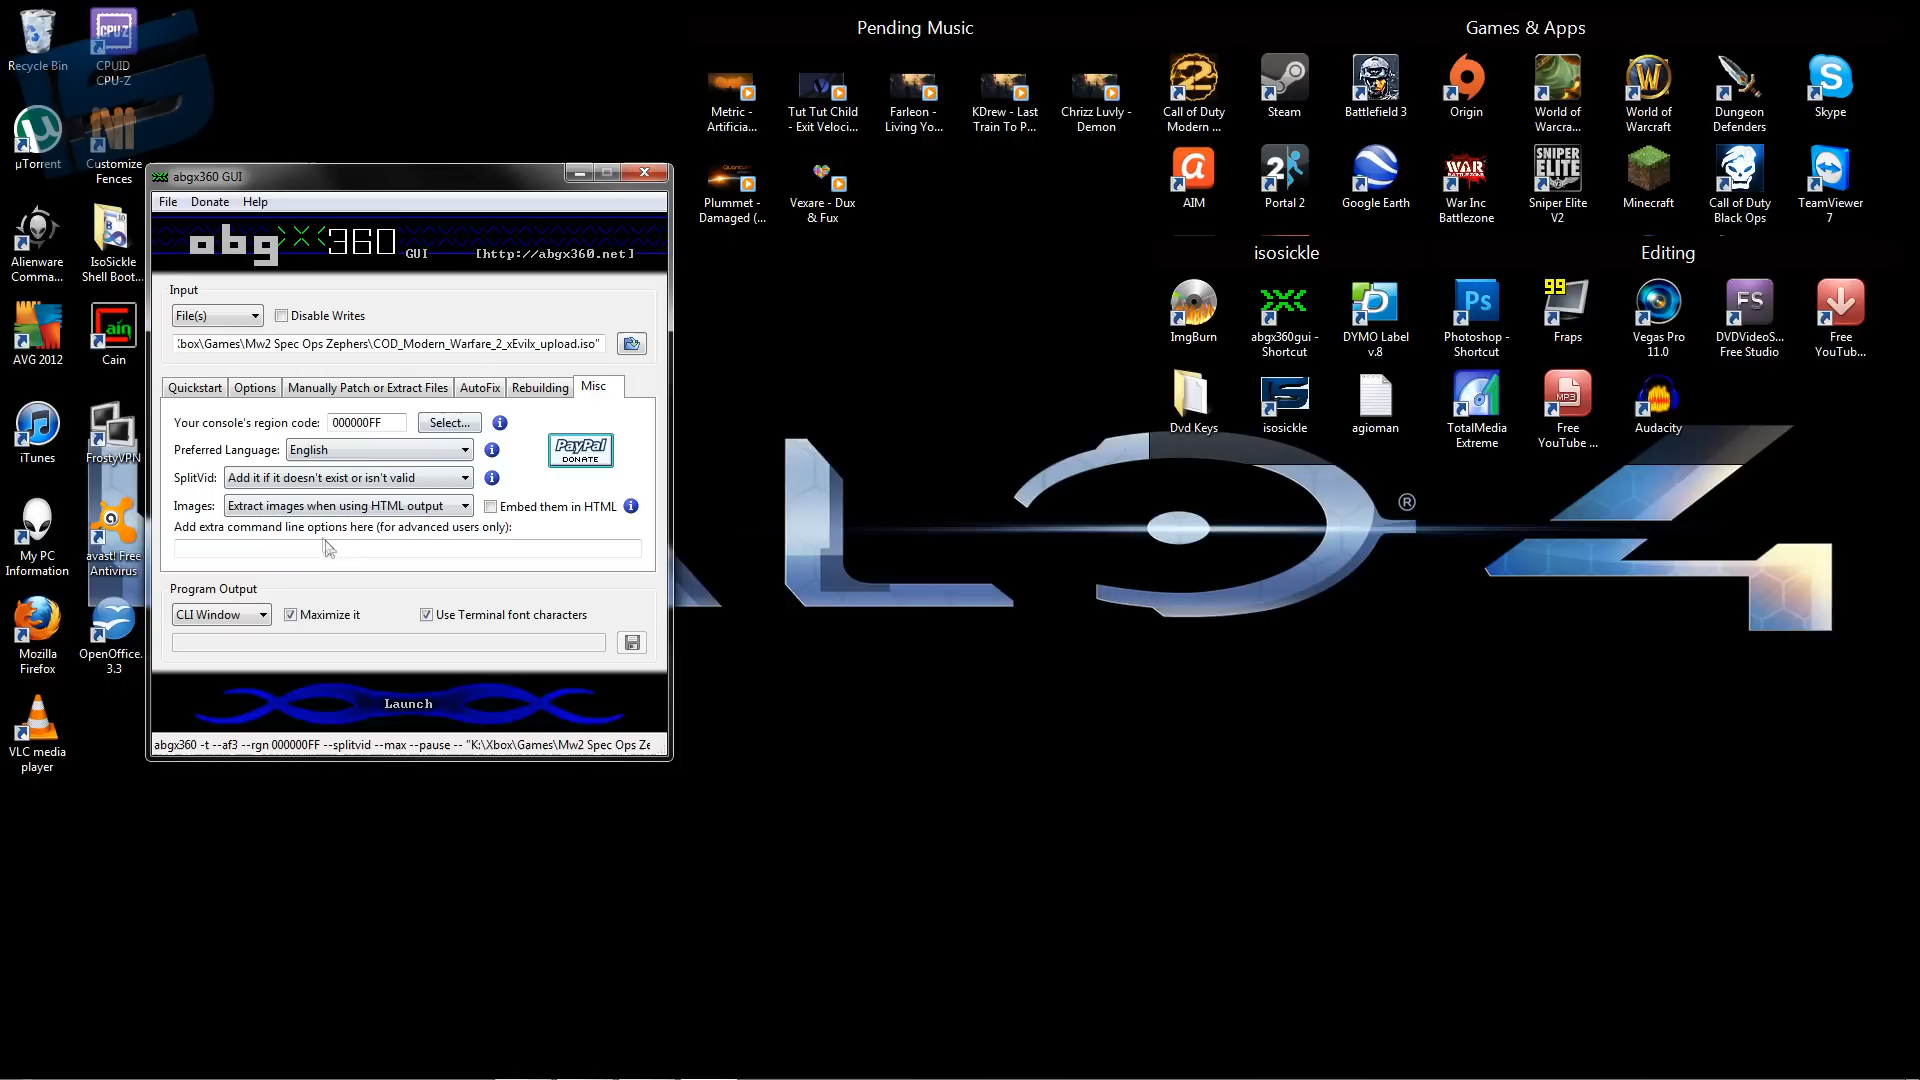 Recycle Bin
CPUID
CPU-Z
µTorrent
Customize
Fences
Alienware
Comma...
IsoSickle
Shell Boot...
AVG 2012
Cain
iTunes
FrostyVPN
My PC
Information
avast! Free
Antivirus
Mozilla
Firefox
OpenOffice.
3.3
VLC media
player
abgx360 GUI
File Donate Help
abgx360 GUI [http://abgx360.net]
Input
File(s) Disable Writes
Xbox\Games\Mw2 Spec Ops Zephers\COD_Modern_Warfare_2_xEvilx_upload.iso"
Quickstart Options Manually Patch or Extract Files AutoFix Rebuilding Misc
Your console's region code: 000000FF Select...
Preferred Language: English
PayPal
DONATE
SplitVid: Add it if it doesn't exist or isn't valid
Images: Extract images when using HTML output Embed them in HTML
Add extra command line options here (for advanced users only):
Program Output
CLI Window Maximize it Use Terminal font characters
Launch
abgx360 -t --af3 --rgn 000000FF --splitvid --max --pause -- "K:\Xbox\Games\Mw2 Spec Ops Ze
Pending Music
Metric -
Artificia...
Tut Tut Child
- Exit Veloci...
Farleon -
Living Yo...
KDrew - Last
Train To P...
Chrizz Luvly -
Demon
Plummet -
Damaged (...
Vexare - Dux
& Fux
Games & Apps
Call of Duty
Modern ...
Steam
Battlefield 3
Origin
World of
Warcra...
World of
Warcraft
Dungeon
Defenders
Skype
AIM
Portal 2
Google Earth
War Inc
Battlezone
Sniper Elite
V2
Minecraft
Call of Duty
Black Ops
TeamViewer
7
isosickle
ImgBurn
abgx360gui -
Shortcut
DYMO Label
v.8
Dvd Keys
isosickle
agioman
Editing
Photoshop -
Shortcut
99
Fraps
Vegas Pro
11.0
DVDVideoS...
Free Studio
Free
YouTub...
TotalMedia
Extreme
Free
YouTube ...
Audacity
ALO 4
®